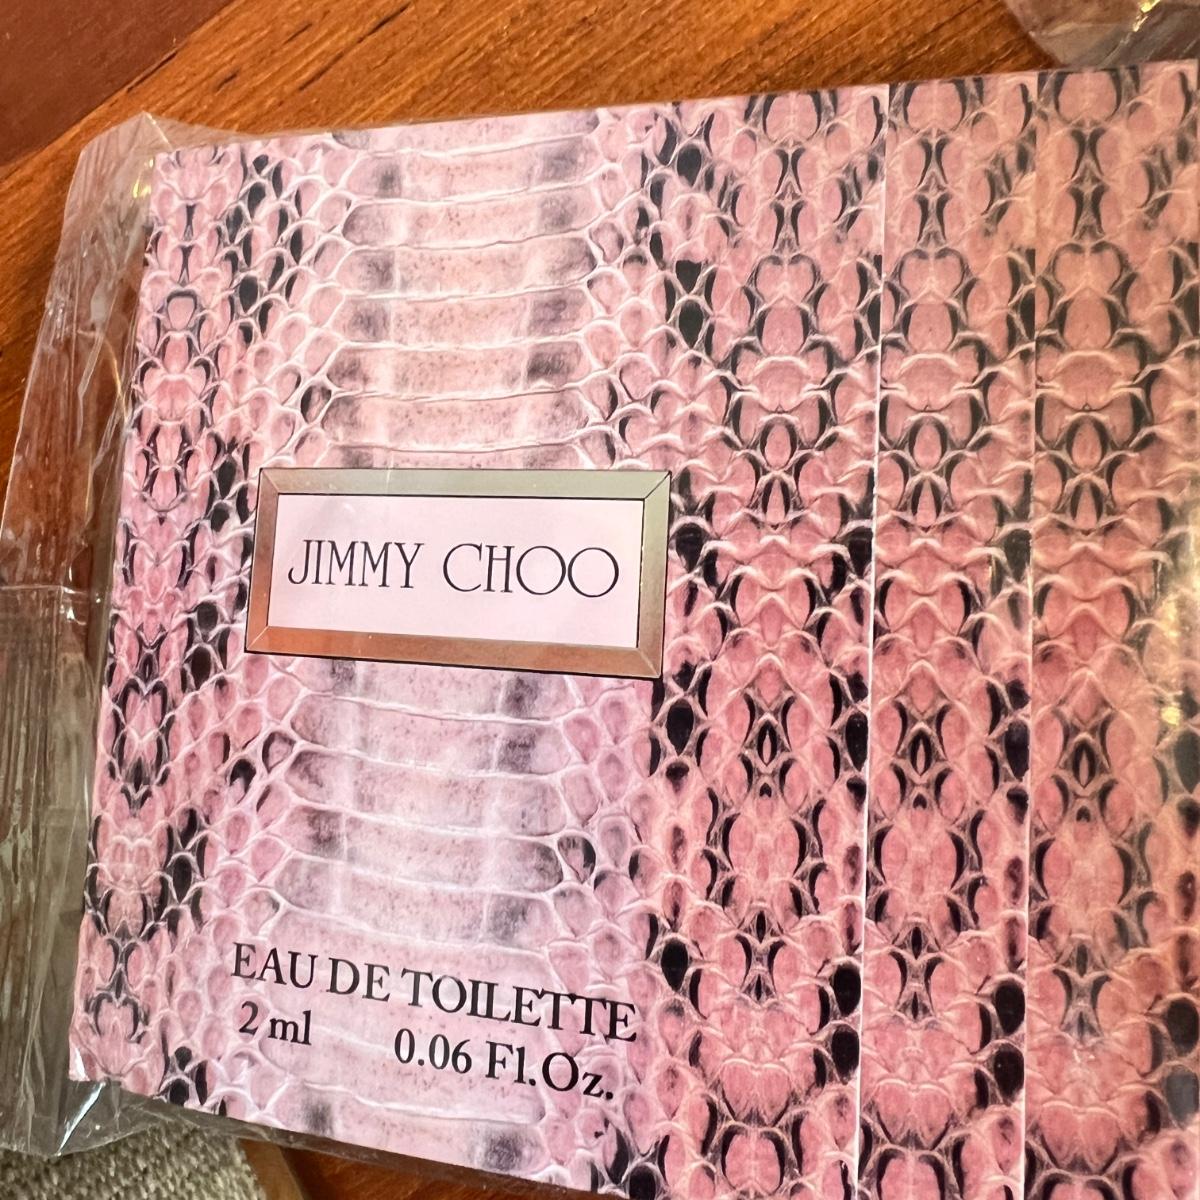 JIMMY CHOO
EAU DE TOILETTE
2 ml 0.06 Fl.Oz.